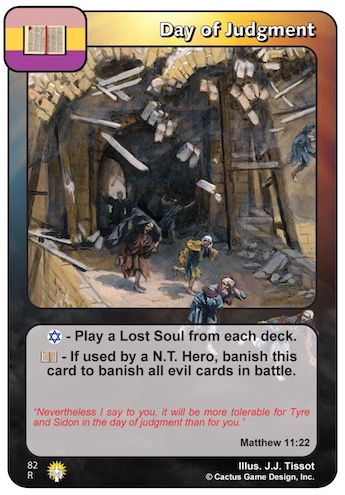 Day of Judgment
- Play a Lost Soul from each deck.
- If used by a N.T. Hero, banish this
card to banish all evil cards in battle.
"Nevertheless I say to you, it will be more tolerable for Tyre
and Sidon in the day of judgment than for you."
Matthew 11:22
82
R
Illus. J.J. Tissot
© Cactus Game Design, Inc.